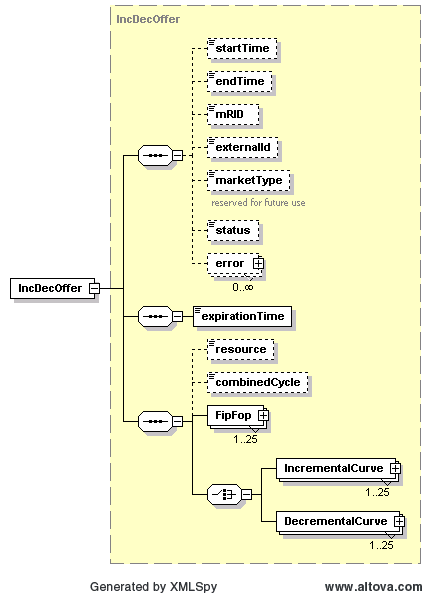 IncDecOffer
startTime
endTime
mRID
externalId
marketType
reserved for future use
status
error
0..∞
IncDecOffer
expirationTime
resource
combinedCycle
FipFop
1..25
IncrementalCurve
1..25
DecrementalCurve
1..25
Generated by XMLSpy
www.altova.com